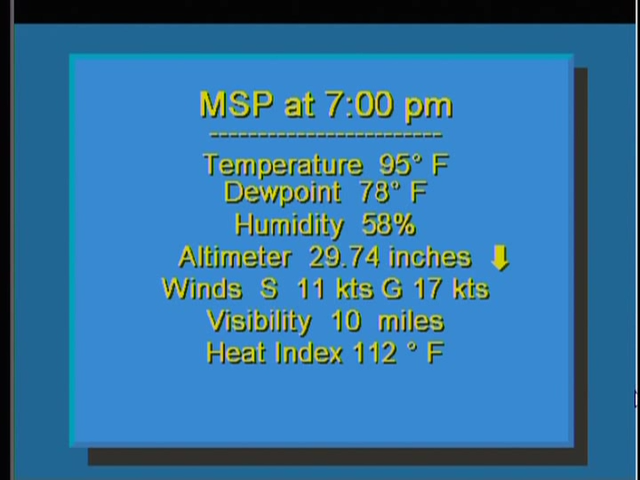 MSP at 7:00 pm
------------------------
Temperature 95° F
Dewpoint 78° F
Humidity 58%
Altimeter 29.74 inches ⬇
Winds S 11 kts G 17 kts
Visibility 10 miles
Heat Index 112 ° F